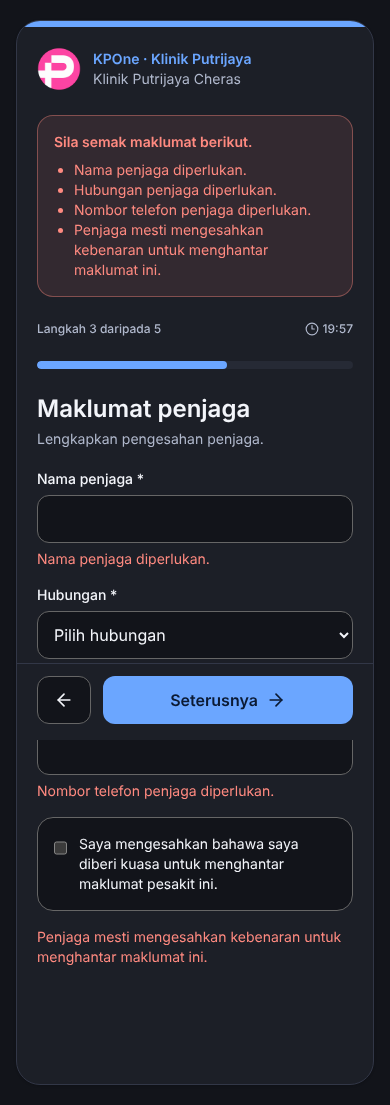 KPOne · Klinik Putrijaya
Klinik Putrijaya Cheras
Sila semak maklumat berikut.
Nama penjaga diperlukan.
Hubungan penjaga diperlukan.
Nombor telefon penjaga diperlukan.
Penjaga mesti mengesahkan
kebenaran untuk menghantar
maklumat ini.
Langkah 3 daripada 5
19:57
Maklumat penjaga
Lengkapkan pengesahan penjaga.
Nama penjaga *
Nama penjaga diperlukan.
Hubungan *
Pilih hubungan
Seterusnya
Nombor telefon penjaga diperlukan.
Saya mengesahkan bahawa saya
diberi kuasa untuk menghantar
maklumat pesakit ini.
Penjaga mesti mengesahkan kebenaran untuk
menghantar maklumat ini.